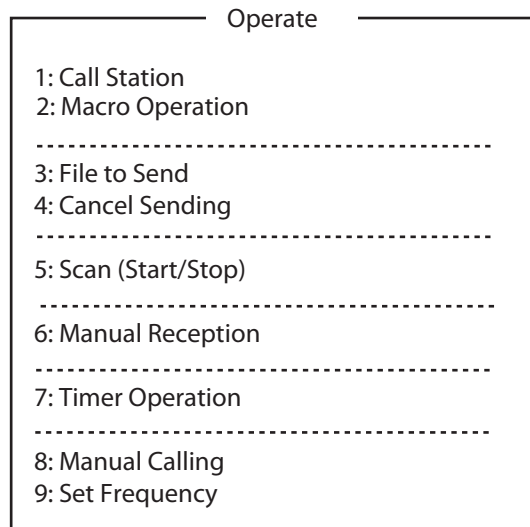 Operate
1: Call Station
2: Macro Operation
3: File to Send
4: Cancel Sending
5: Scan (Start/Stop)
6: Manual Reception
7: Timer Operation
8: Manual Calling
9: Set Frequency